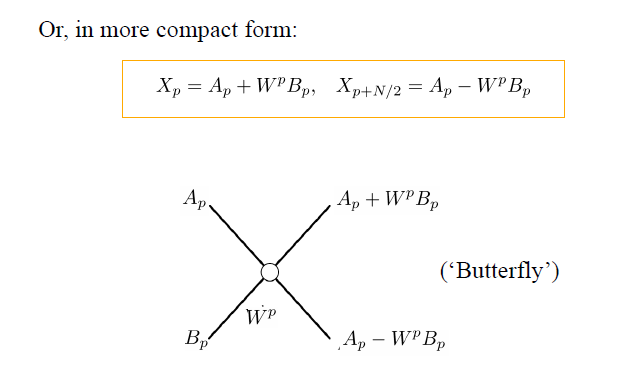 Or, in more compact form:
X_p = A_p + W^p B_p, X_{p+N/2} = A_p − W^p B_p
A_p A_p + W^p B_p
(‘Butterfly’)
W^p
B_p A_p − W^p B_p